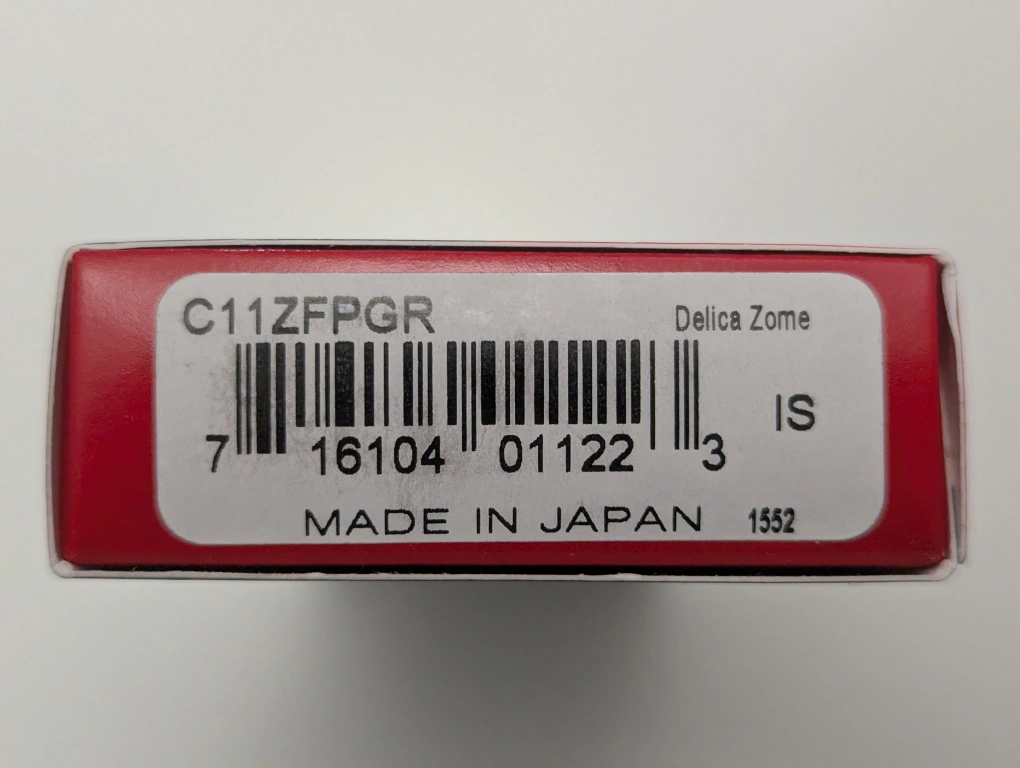 C11ZFPGR Delica Zome
IS
7 16104 01122 3
MADE IN JAPAN 1552